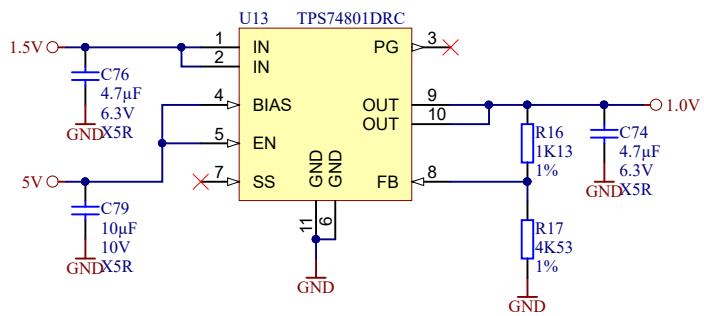 U13 TPS74801DRC
1.5V
1 IN
2 IN
PG 3
C76
4.7µF
6.3V
X5R
GND
4 BIAS
OUT 9
OUT 10
1.0V
5 EN
R16
1K13
1%
C74
4.7µF
6.3V
X5R
GND
5V
7 SS
GND
GND
FB 8
C79
10µF
10V
X5R
GND
11
6
R17
4K53
1%
GND
GND